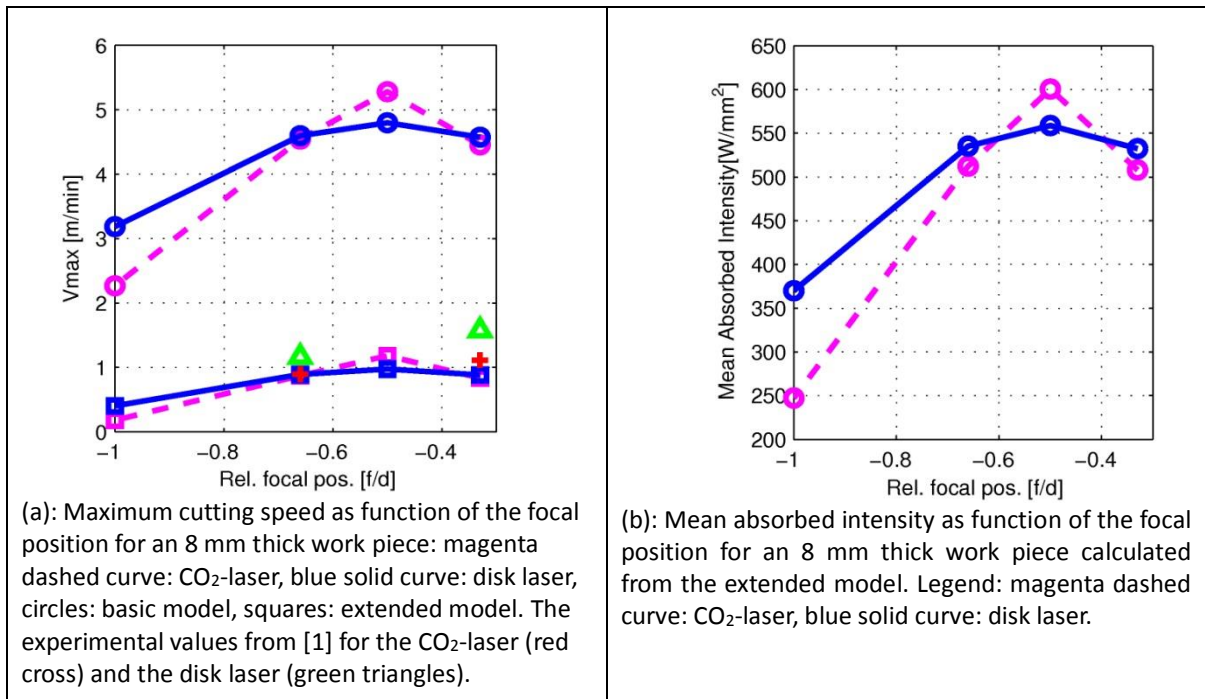 6
5
4
3
2
1
0
Vmax [m/min]
−1
−0.8
−0.6
−0.4
Rel. focal pos. [f/d]
(a): Maximum cutting speed as function of the focal
position for an 8 mm thick work piece: magenta
dashed curve: CO₂-laser, blue solid curve: disk laser,
circles: basic model, squares: extended model. The
experimental values from [1] for the CO₂-laser (red
cross) and the disk laser (green triangles).
650
600
550
500
450
400
350
300
250
200
Mean Absorbed Intensity[W/mm²]
−1
−0.8
−0.6
−0.4
Rel. focal pos. [f/d]
(b): Mean absorbed intensity as function of the focal
position for an 8 mm thick work piece calculated
from the extended model. Legend: magenta dashed
curve: CO₂-laser, blue solid curve: disk laser.